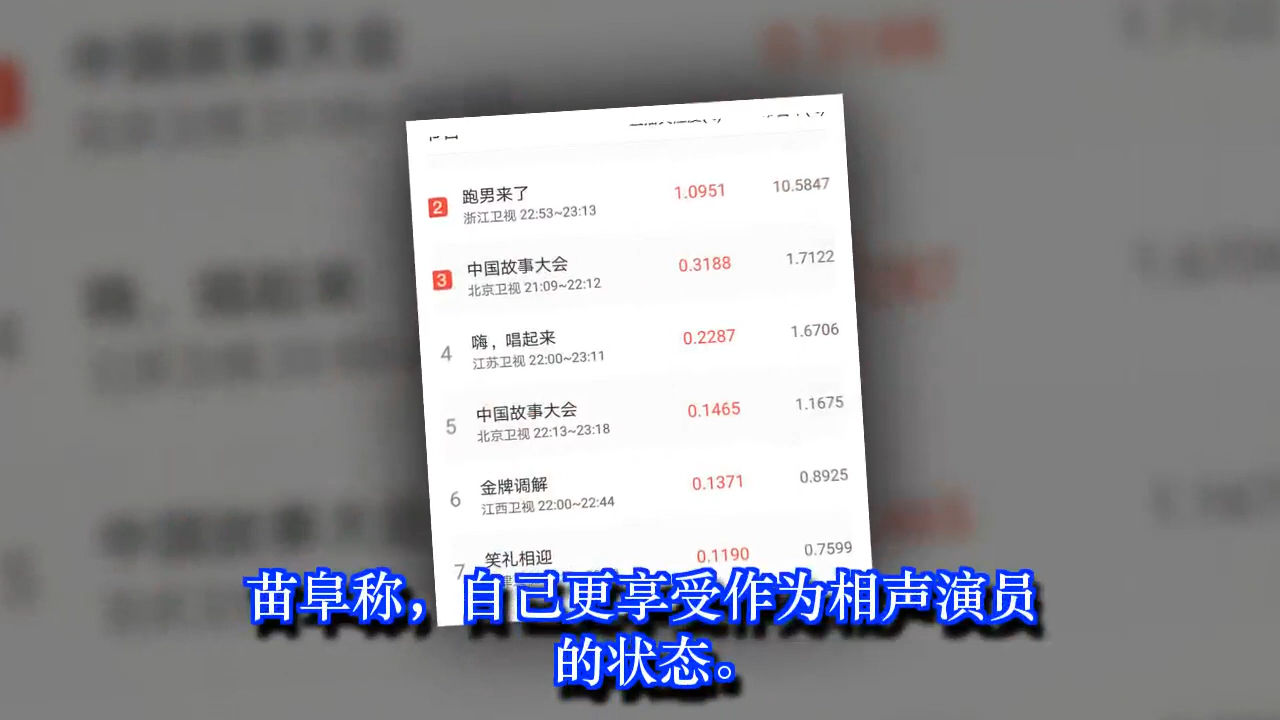 2 跑男来了 1.0951 10.5847
浙江卫视 22:53~23:13
3 中国故事大会 0.3188 1.7122
北京卫视 21:09~22:12
4 嗨，唱起来 0.2287 1.6706
江苏卫视 22:00~23:11
5 中国故事大会 0.1465 1.1675
北京卫视 22:13~23:18
6 金牌调解 0.1371 0.8925
江西卫视 22:00~22:44
7 笑礼相迎 0.1190 0.7599
苗阜称，自己更享受作为相声演员
的状态。